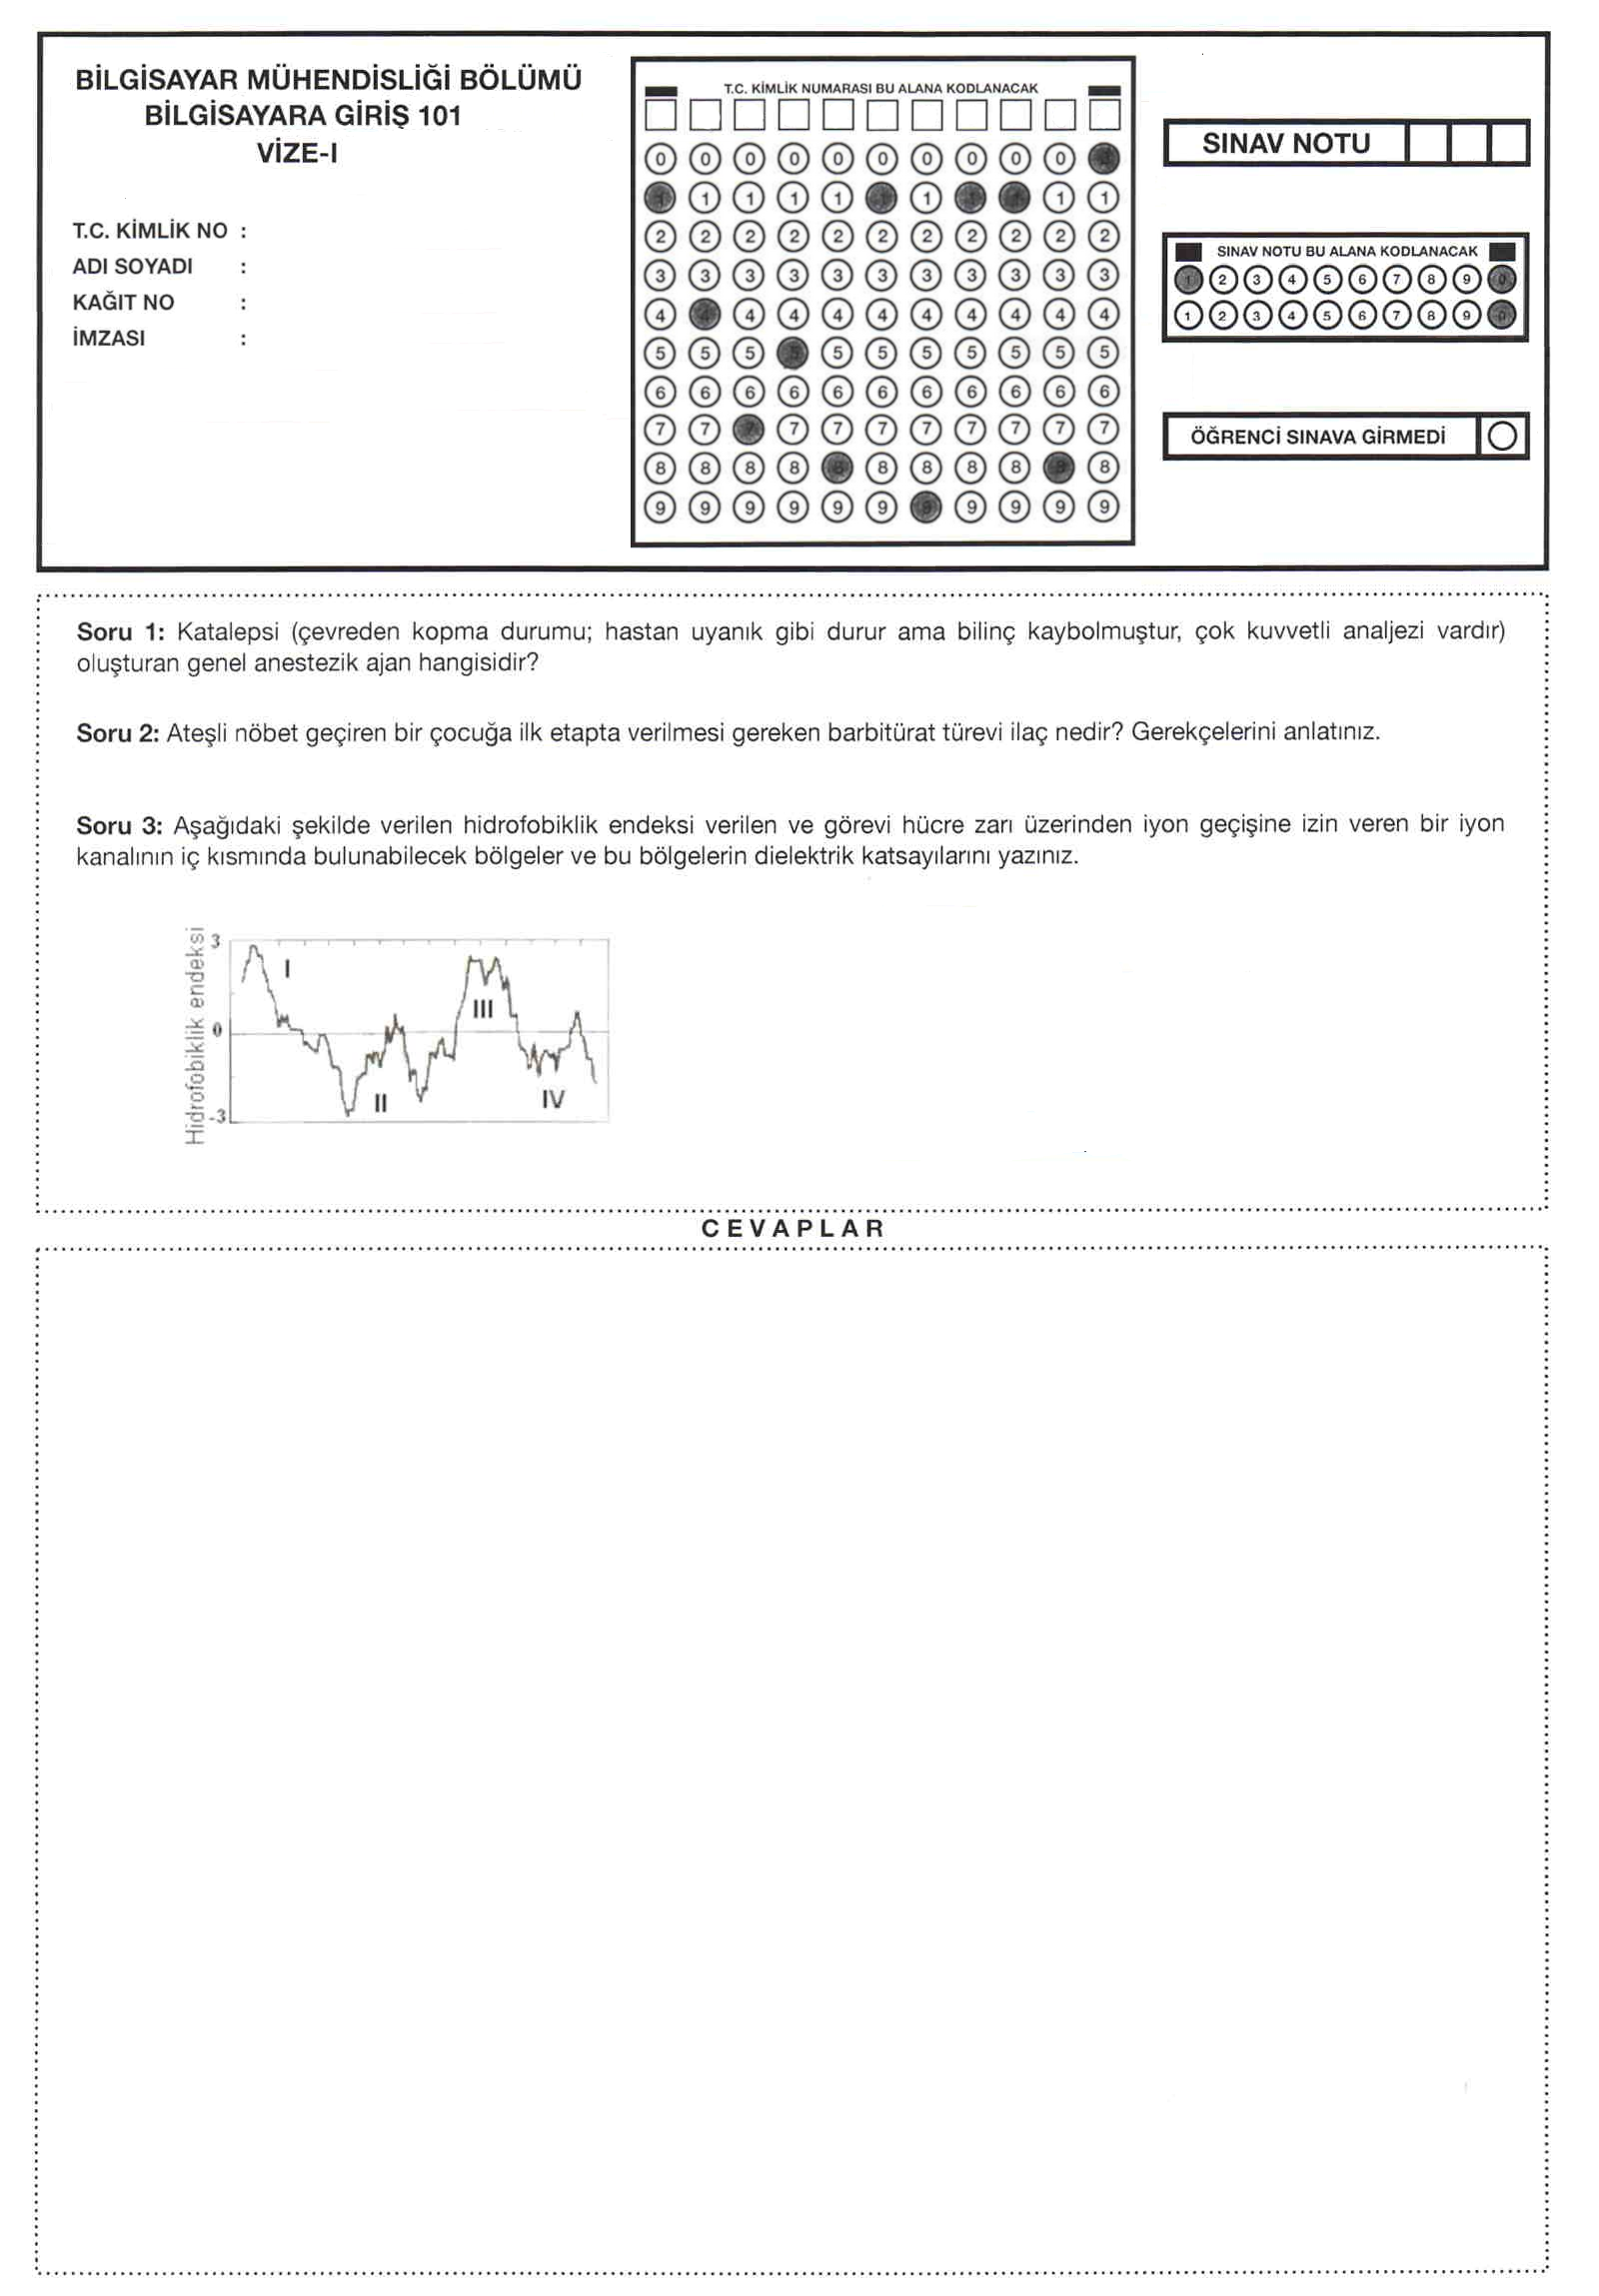 BİLGİSAYAR MÜHENDİSLİĞİ BÖLÜMÜ
BİLGİSAYARA GİRİŞ 101
VİZE-I
T.C. KİMLİK NO :
ADI SOYADI :
KAĞIT NO :
İMZASI :
T.C. KİMLİK NUMARASI BU ALANA KODLANACAK
0 0 0 0 0 0 0 0 0 0
1 1 1 1 1 1 1
2 2 2 2 2 2 2 2 2 2 2
3 3 3 3 3 3 3 3 3 3 3
4 4 4 4 4 4 4 4 4 4 4
5 5 5 5 5 5 5 5 5 5
6 6 6 6 6 6 6 6 6 6 6
7 7 7 7 7 7 7 7 7 7
8 8 8 8 8 8 8 8 8
9 9 9 9 9 9 9 9 9 9
SINAV NOTU
SINAV NOTU BU ALANA KODLANACAK
1 2 3 4 5 6 7 8 9 0
1 2 3 4 5 6 7 8 9 0
ÖĞRENCİ SINAVA GİRMEDİ
Soru 1: Katalepsi (çevreden kopma durumu; hastan uyanık gibi durur ama bilinç kaybolmuştur, çok kuvvetli analjezi vardır)
oluşturan genel anestezik ajan hangisidir?
Soru 2: Ateşli nöbet geçiren bir çocuğa ilk etapta verilmesi gereken barbitürat türevi ilaç nedir? Gerekçelerini anlatınız.
Soru 3: Aşağıdaki şekilde verilen hidrofobiklik endeksi verilen ve görevi hücre zarı üzerinden iyon geçişine izin veren bir iyon
kanalının iç kısmında bulunabilecek bölgeler ve bu bölgelerin dielektrik katsayılarını yazınız.
Hidrofobiklik endeksi
3
0
-3
I
II
III
IV
CEVAPLAR